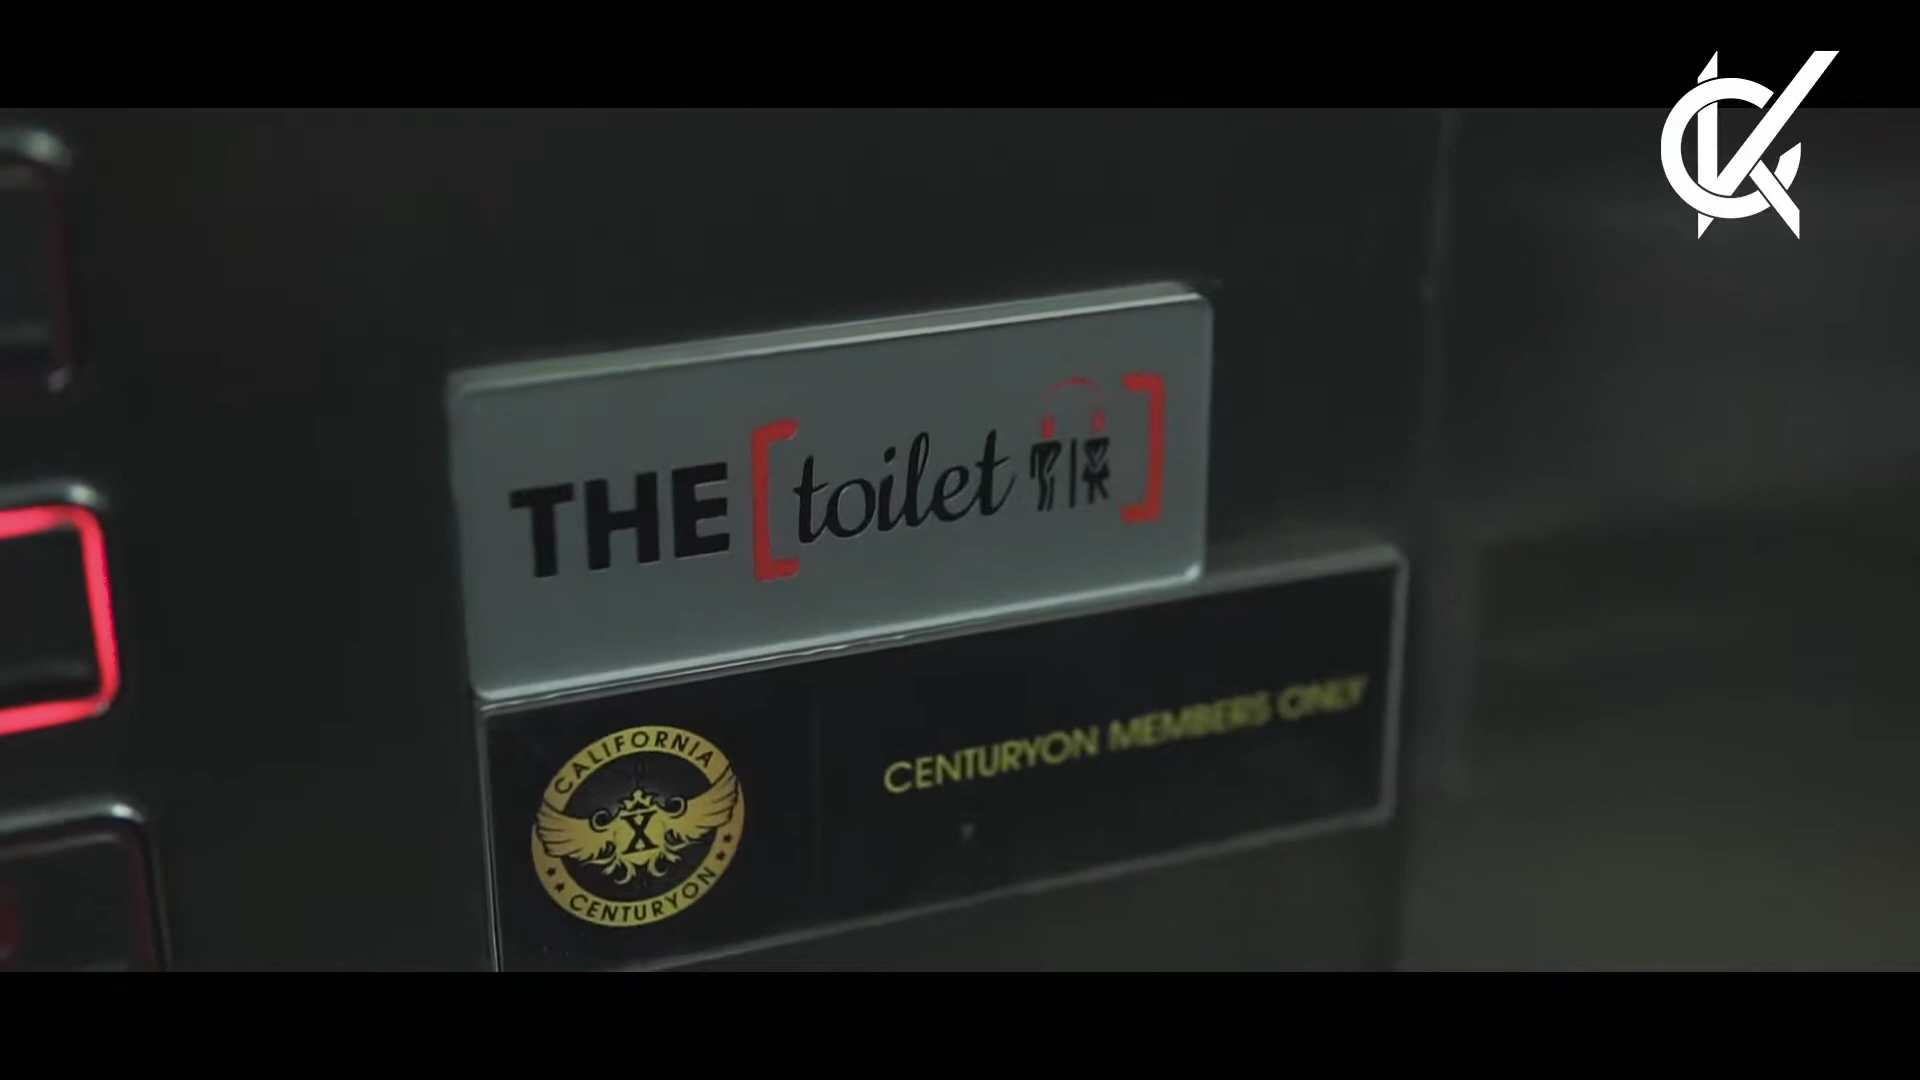 THE [toilet]
CENTURYON MEMBERS ONLY
CALIFORNIA
X
CENTURYON